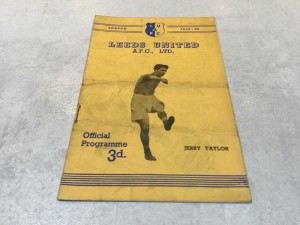 SEASON
LEEDS UNITED
A.F.C., LTD.
Official
Programme
3d.
JERRY TAYLOR